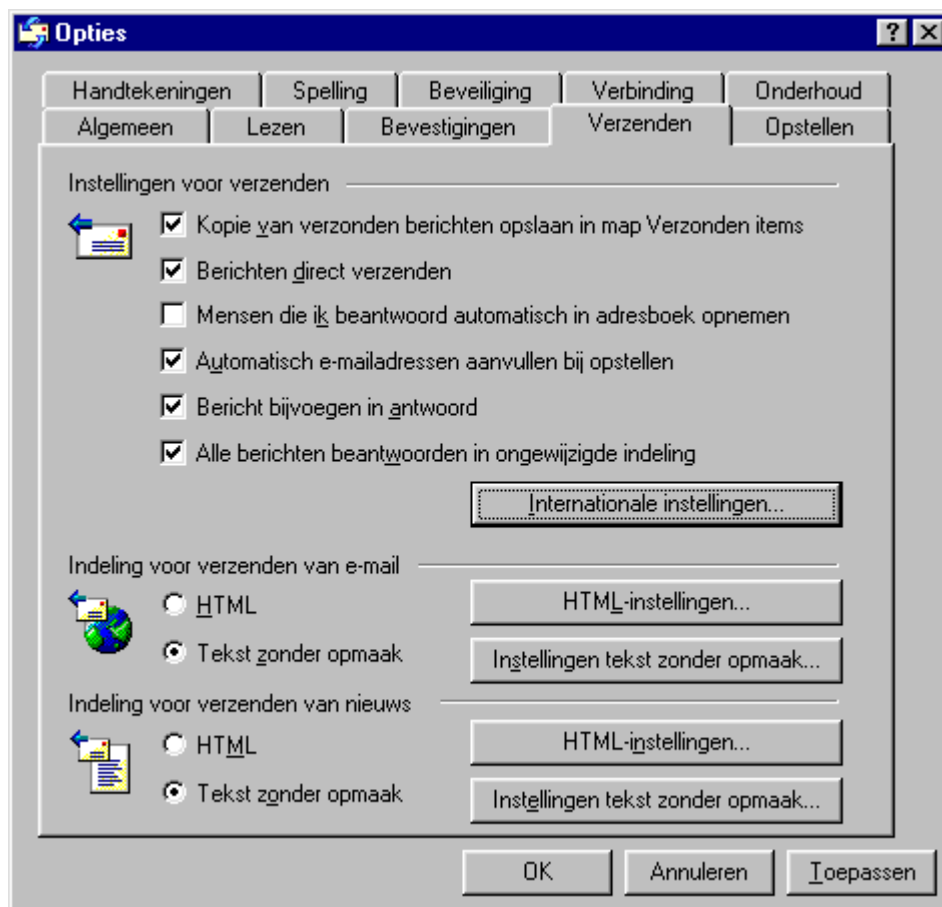 Opties
Handtekeningen Spelling Beveiliging Verbinding Onderhoud
Algemeen Lezen Bevestigingen Verzenden Opstellen
Instellingen voor verzenden
Kopie van verzonden berichten opslaan in map Verzonden items
Berichten direct verzenden
Mensen die ik beantwoord automatisch in adresboek opnemen
Automatisch e-mailadressen aanvullen bij opstellen
Bericht bijvoegen in antwoord
Alle berichten beantwoorden in ongewijzigde indeling
Internationale instellingen...
Indeling voor verzenden van e-mail
HTML HTML-instellingen...
Tekst zonder opmaak Instellingen tekst zonder opmaak...
Indeling voor verzenden van nieuws
HTML HTML-instellingen...
Tekst zonder opmaak Instellingen tekst zonder opmaak...
OK Annuleren Toepassen